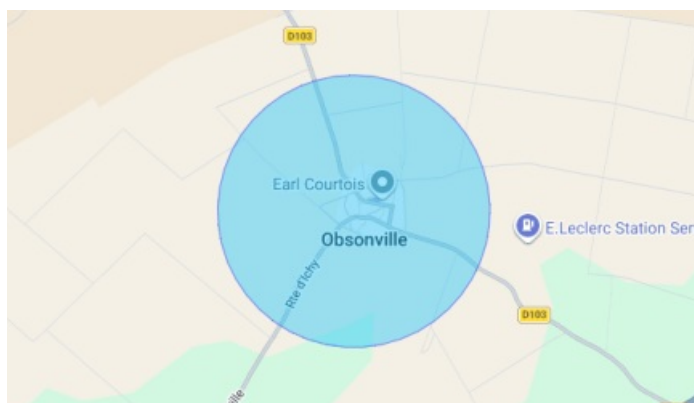 D103
Earl Courtois
Obsonville
E.Leclerc Station Ser
Rte d'Ichy
D103